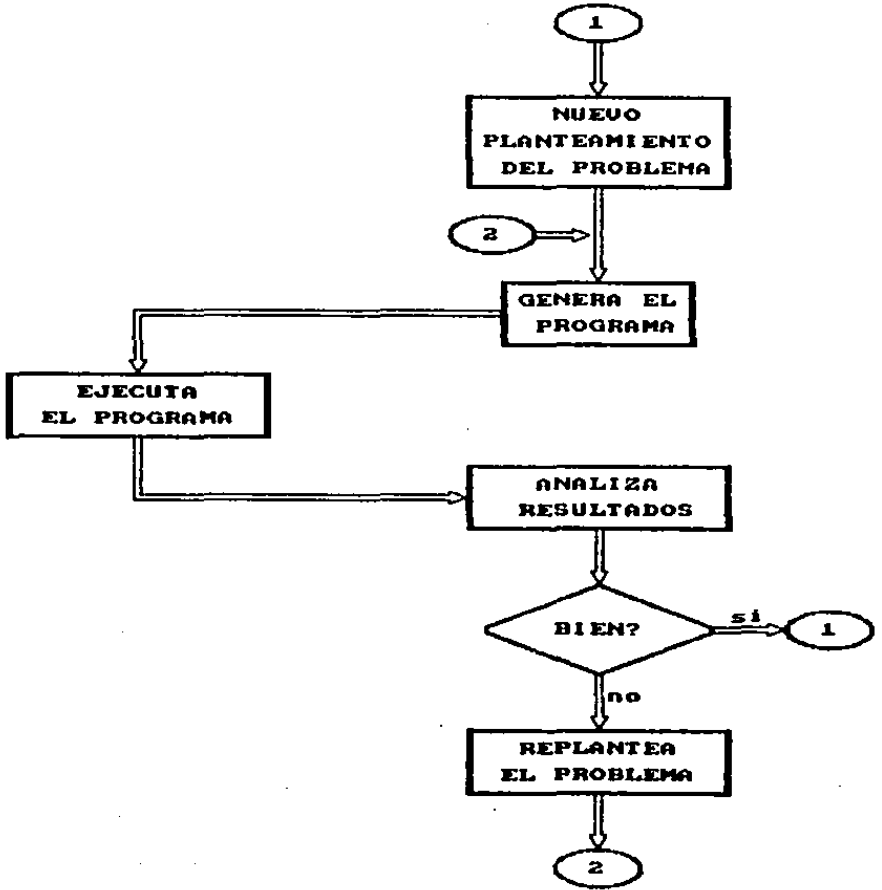 1
NUEVO
PLANTEAMIENTO
DEL PROBLEMA
2
GENERA EL
PROGRAMA
EJECUTA
EL PROGRAMA
ANALIZA
RESULTADOS
BIEN?
si
1
no
REPLANTEA
EL PROBLEMA
2